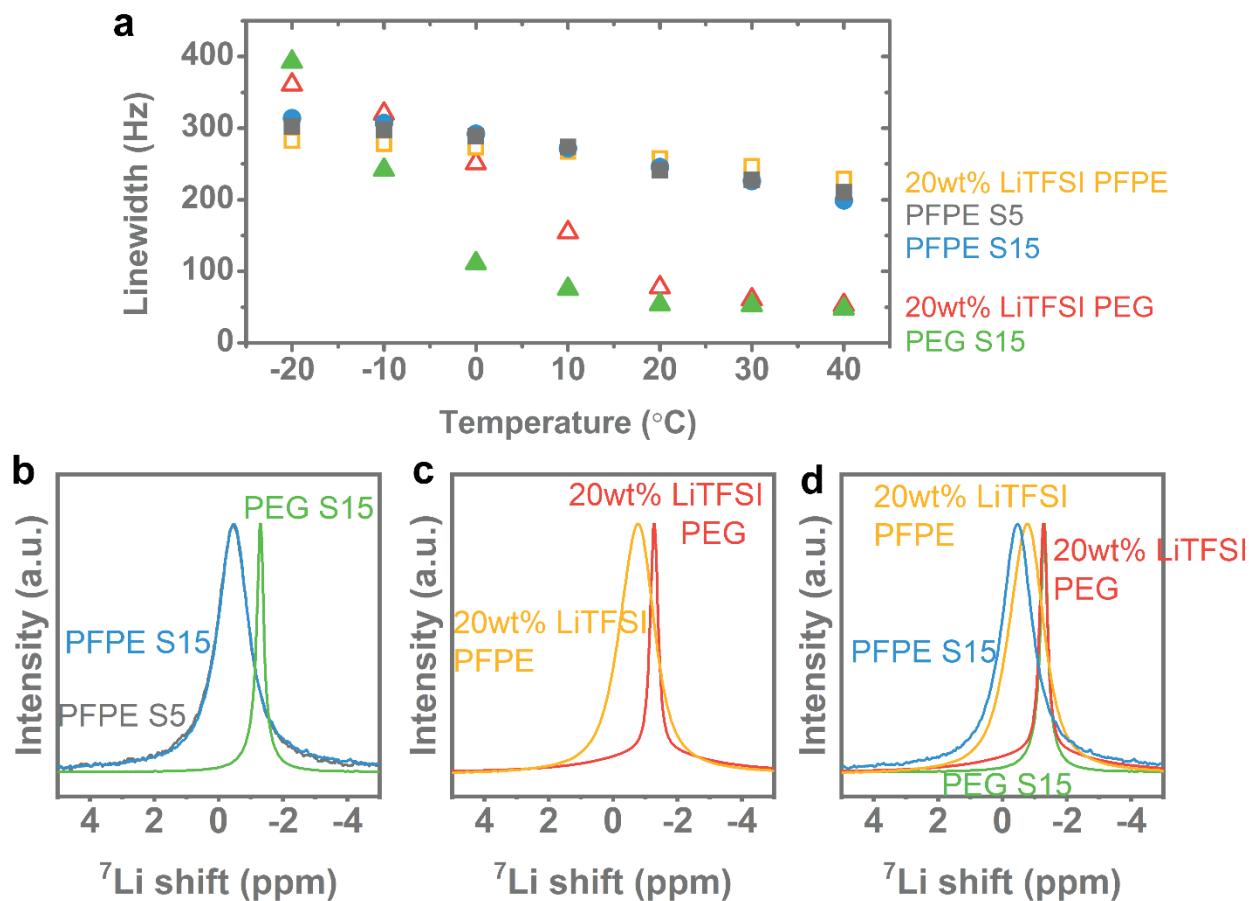 a
400
300
200
100
0
Linewidth (Hz)
-20 -10 0 10 20 30 40
Temperature (°C)
20wt% LiTFSI PFPE
PFPE S5
PFPE S15
20wt% LiTFSI PEG
PEG S15
b
PEG S15
PFPE S15
PFPE S5
Intensity (a.u.)
4 2 0 -2 -4
⁷Li shift (ppm)
c
20wt% LiTFSI
PEG
20wt% LiTFSI
PFPE
Intensity (a.u.)
4 2 0 -2 -4
⁷Li shift (ppm)
d
20wt% LiTFSI
PFPE
20wt% LiTFSI
PEG
PFPE S15
PEG S15
Intensity (a.u.)
4 2 0 -2 -4
⁷Li shift (ppm)